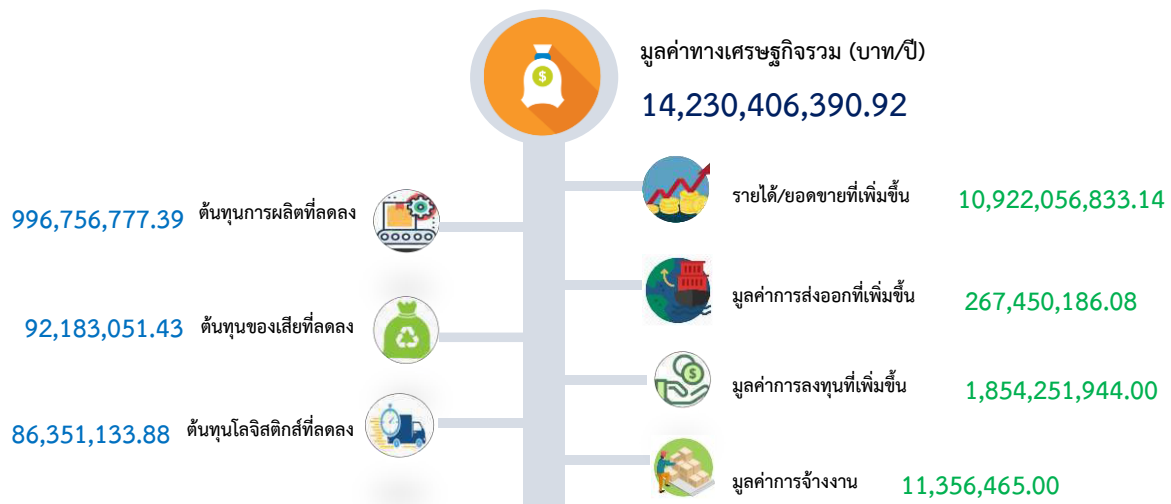 มูลค่าทางเศรษฐกิจรวม (บาท/ปี)
14,230,406,390.92
996,756,777.39 ต้นทุนการผลิตที่ลดลง
92,183,051.43 ต้นทุนของเสียที่ลดลง
86,351,133.88 ต้นทุนโลจิสติกส์ที่ลดลง
รายได้/ยอดขายที่เพิ่มขึ้น 10,922,056,833.14
มูลค่าการส่งออกที่เพิ่มขึ้น 267,450,186.08
มูลค่าการลงทุนที่เพิ่มขึ้น 1,854,251,944.00
มูลค่าการจ้างงาน 11,356,465.00